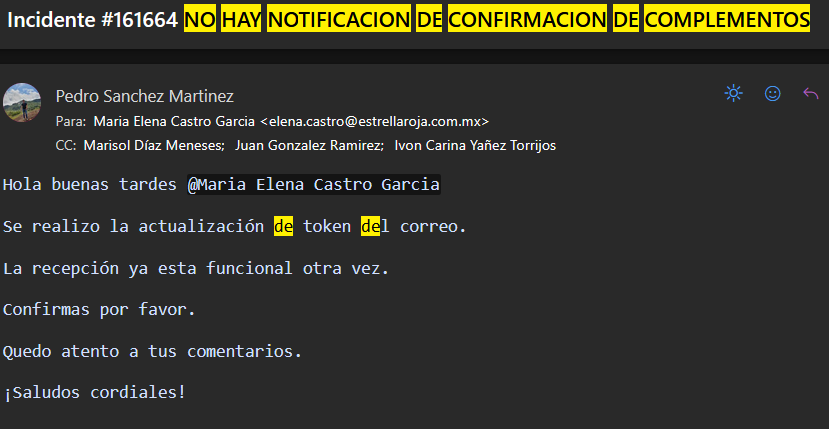 Incidente #161664 NO HAY NOTIFICACION DE CONFIRMACION DE COMPLEMENTOS
Pedro Sanchez Martinez
Para: Maria Elena Castro Garcia <elena.castro@estrellaroja.com.mx>
CC: Marisol Díaz Meneses; Juan Gonzalez Ramirez; Ivon Carina Yañez Torrijos
Hola buenas tardes @Maria Elena Castro Garcia
Se realizo la actualización de token del correo.
La recepción ya esta funcional otra vez.
Confirmas por favor.
Quedo atento a tus comentarios.
¡Saludos cordiales!